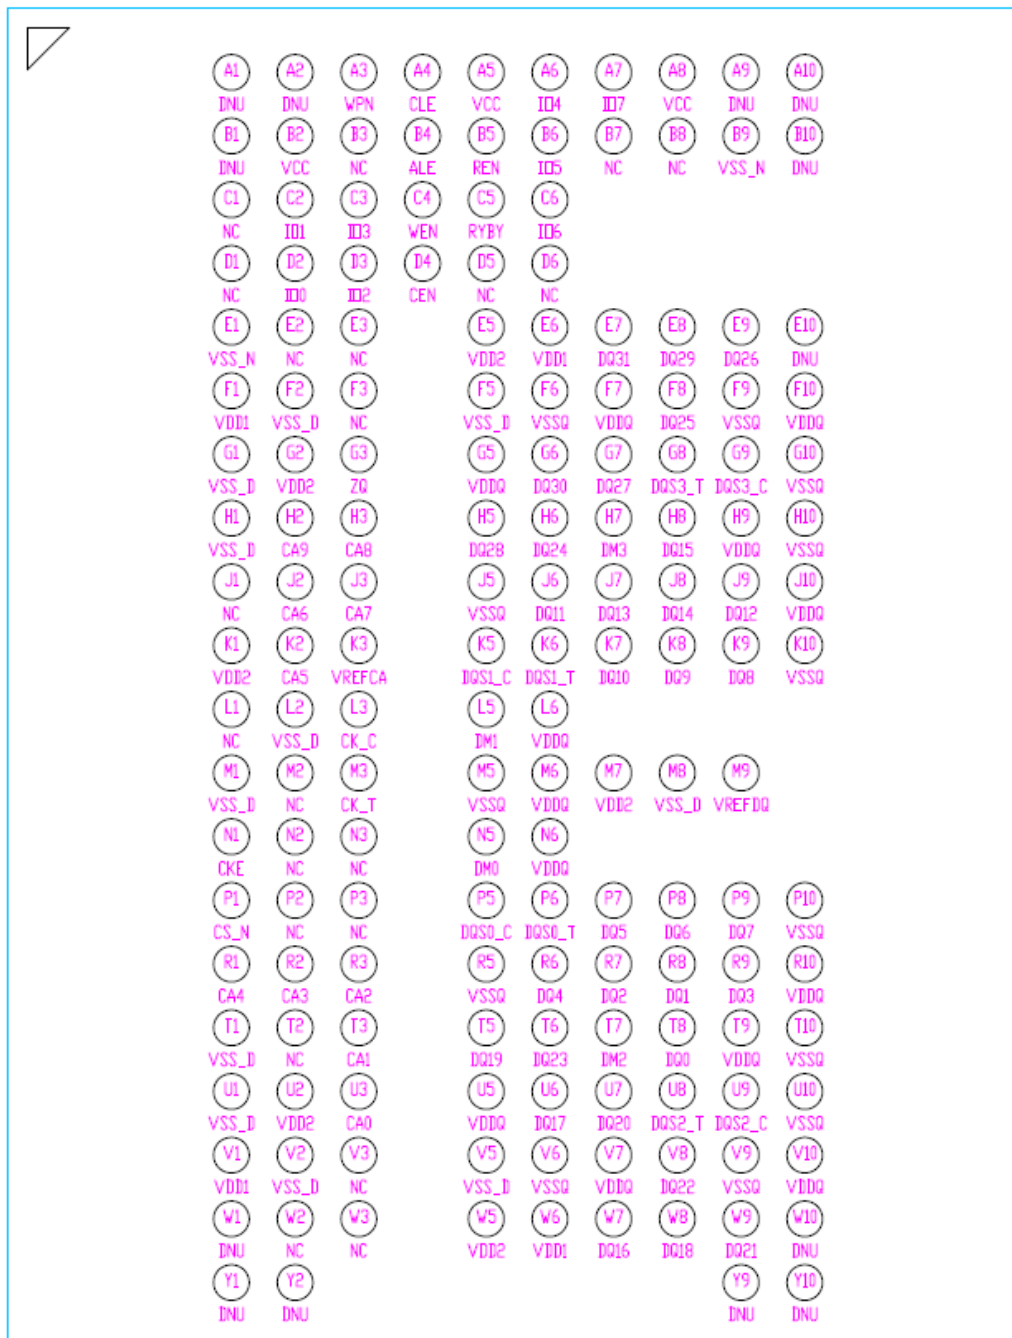 A1 A2 A3 A4 A5 A6 A7 A8 A9 A10
DNU DNU WPN CLE VCC IO4 IO7 VCC DNU DNU
B1 B2 B3 B4 B5 B6 B7 B8 B9 B10
DNU VCC NC ALE REN IO5 NC NC VSS_N DNU
C1 C2 C3 C4 C5 C6
NC IO1 IO3 WEN RYBY IO6
D1 D2 D3 D4 D5 D6
NC IO0 IO2 CEN NC NC
E1 E2 E3 E5 E6 E7 E8 E9 E10
VSS_N NC NC VDD2 VDD1 DQ31 DQ29 DQ26 DNU
F1 F2 F3 F5 F6 F7 F8 F9 F10
VDD1 VSS_D NC VSS_D VSSQ VDDQ DQ25 VSSQ VDDQ
G1 G2 G3 G5 G6 G7 G8 G9 G10
VSS_D VDD2 ZQ VDDQ DQ30 DQ27 DQS3_T DQS3_C VSSQ
H1 H2 H3 H5 H6 H7 H8 H9 H10
VSS_D CA9 CA8 DQ28 DQ24 DM3 DQ15 VDDQ VSSQ
J1 J2 J3 J5 J6 J7 J8 J9 J10
NC CA6 CA7 VSSQ DQ11 DQ13 DQ14 DQ12 VDDQ
K1 K2 K3 K5 K6 K7 K8 K9 K10
VDD2 CA5 VREFCA DQS1_C DQS1_T DQ10 DQ9 DQ8 VSSQ
L1 L2 L3 L5 L6
NC VSS_D CK_C DM1 VDDQ
M1 M2 M3 M5 M6 M7 M8 M9
VSS_D NC CK_T VSSQ VDDQ VDD2 VSS_D VREFDQ
N1 N2 N3 N5 N6
CKE NC NC DM0 VDDQ
P1 P2 P3 P5 P6 P7 P8 P9 P10
CS_N NC NC DQS0_C DQS0_T DQ5 DQ6 DQ7 VSSQ
R1 R2 R3 R5 R6 R7 R8 R9 R10
CA4 CA3 CA2 VSSQ DQ4 DQ2 DQ1 DQ3 VDDQ
T1 T2 T3 T5 T6 T7 T8 T9 T10
VSS_D NC CA1 DQ19 DQ23 DM2 DQ0 VDDQ VSSQ
U1 U2 U3 U5 U6 U7 U8 U9 U10
VSS_D VDD2 CA0 VDDQ DQ17 DQ20 DQS2_T DQS2_C VSSQ
V1 V2 V3 V5 V6 V7 V8 V9 V10
VDD1 VSS_D NC VSS_D VSSQ VDDQ DQ22 VSSQ VDDQ
W1 W2 W3 W5 W6 W7 W8 W9 W10
DNU NC NC VDD2 VDD1 DQ16 DQ18 DQ21 DNU
Y1 Y2 Y9 Y10
DNU DNU DNU DNU